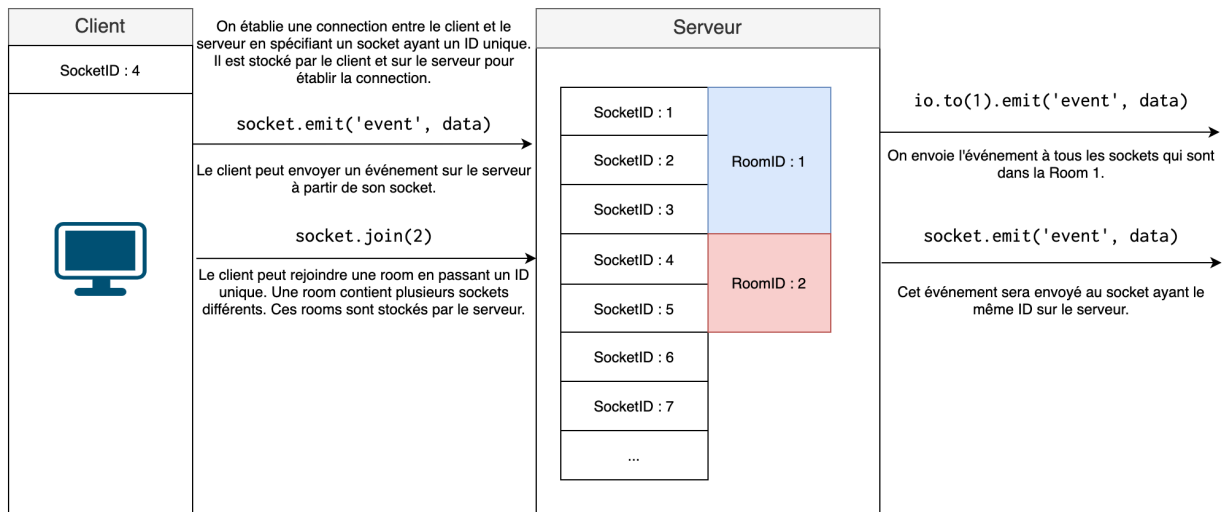 Client
SocketID : 4
On établie une connection entre le client et le
serveur en spécifiant un socket ayant un ID unique.
Il est stocké par le client et sur le serveur pour
établir la connection.
socket.emit('event', data)
Le client peut envoyer un événement sur le serveur
à partir de son socket.
socket.join(2)
Le client peut rejoindre une room en passant un ID
unique. Une room contient plusieurs sockets
différents. Ces rooms sont stockés par le serveur.
Serveur
SocketID : 1
SocketID : 2
SocketID : 3
SocketID : 4
SocketID : 5
SocketID : 6
SocketID : 7
...
RoomID : 1
RoomID : 2
io.to(1).emit('event', data)
On envoie l'événement à tous les sockets qui sont
dans la Room 1.
socket.emit('event', data)
Cet événement sera envoyé au socket ayant le
même ID sur le serveur.